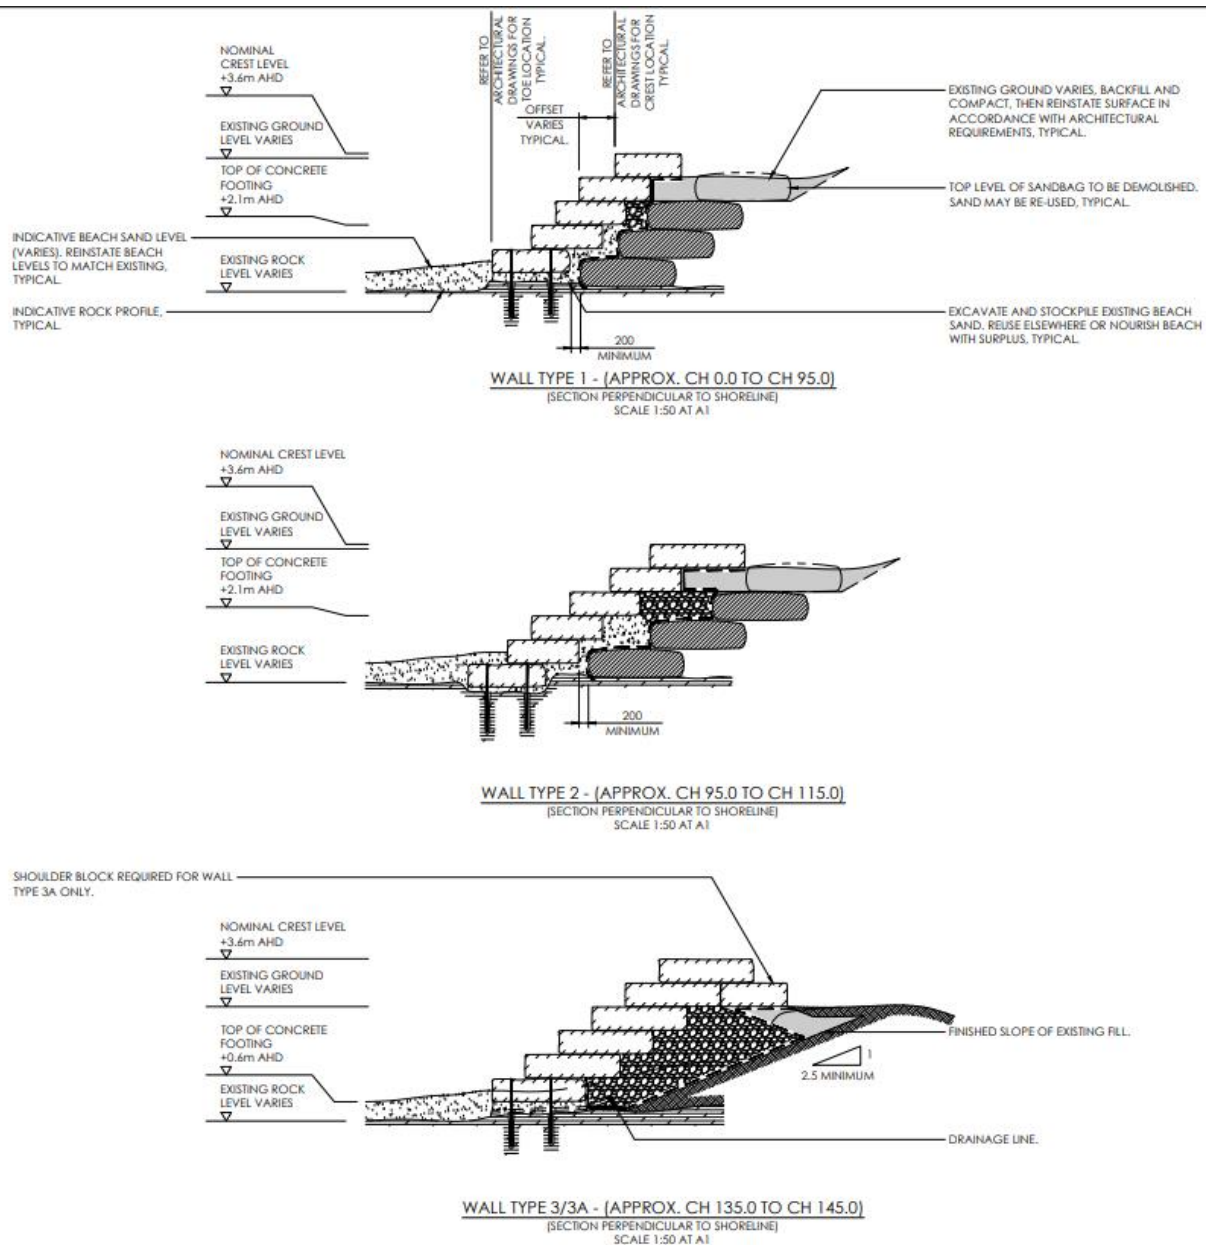 NOMINAL
CREST LEVEL
+3.6m AHD
EXISTING GROUND
LEVEL VARIES
TOP OF CONCRETE
FOOTING
+2.1m AHD
INDICATIVE BEACH SAND LEVEL
(VARIES). REINSTATE BEACH
LEVELS TO MATCH EXISTING,
TYPICAL.
EXISTING ROCK
LEVEL VARIES
INDICATIVE ROCK PROFILE,
TYPICAL.
REFER TO
ARCHITECTURAL
DRAWINGS FOR
TOE LOCATION
TYPICAL.
OFFSET
VARIES
TYPICAL.
REFER TO
ARCHITECTURAL
DRAWINGS FOR
CREST LOCATION
TYPICAL.
EXISTING GROUND VARIES, BACKFILL AND
COMPACT, THEN REINSTATE SURFACE IN
ACCORDANCE WITH ARCHITECTURAL
REQUIREMENTS, TYPICAL.
TOP LEVEL OF SANDBAG TO BE DEMOLISHED.
SAND MAY BE RE-USED, TYPICAL.
EXCAVATE AND STOCKPILE EXISTING BEACH
SAND. REUSE ELSEWHERE OR NOURISH BEACH
WITH SURPLUS, TYPICAL.
200
MINIMUM
WALL TYPE 1 - (APPROX. CH 0.0 TO CH 95.0)
(SECTION PERPENDICULAR TO SHORELINE)
SCALE 1:50 AT A1
NOMINAL CREST LEVEL
+3.6m AHD
EXISTING GROUND
LEVEL VARIES
TOP OF CONCRETE
FOOTING
+2.1m AHD
EXISTING ROCK
LEVEL VARIES
200
MINIMUM
WALL TYPE 2 - (APPROX. CH 95.0 TO CH 115.0)
(SECTION PERPENDICULAR TO SHORELINE)
SCALE 1:50 AT A1
SHOULDER BLOCK REQUIRED FOR WALL
TYPE 3A ONLY.
NOMINAL CREST LEVEL
+3.6m AHD
EXISTING GROUND
LEVEL VARIES
TOP OF CONCRETE
FOOTING
+0.6m AHD
EXISTING ROCK
LEVEL VARIES
FINISHED SLOPE OF EXISTING FILL.
1
2.5 MINIMUM
DRAINAGE LINE.
WALL TYPE 3/3A - (APPROX. CH 135.0 TO CH 145.0)
(SECTION PERPENDICULAR TO SHORELINE)
SCALE 1:50 AT A1